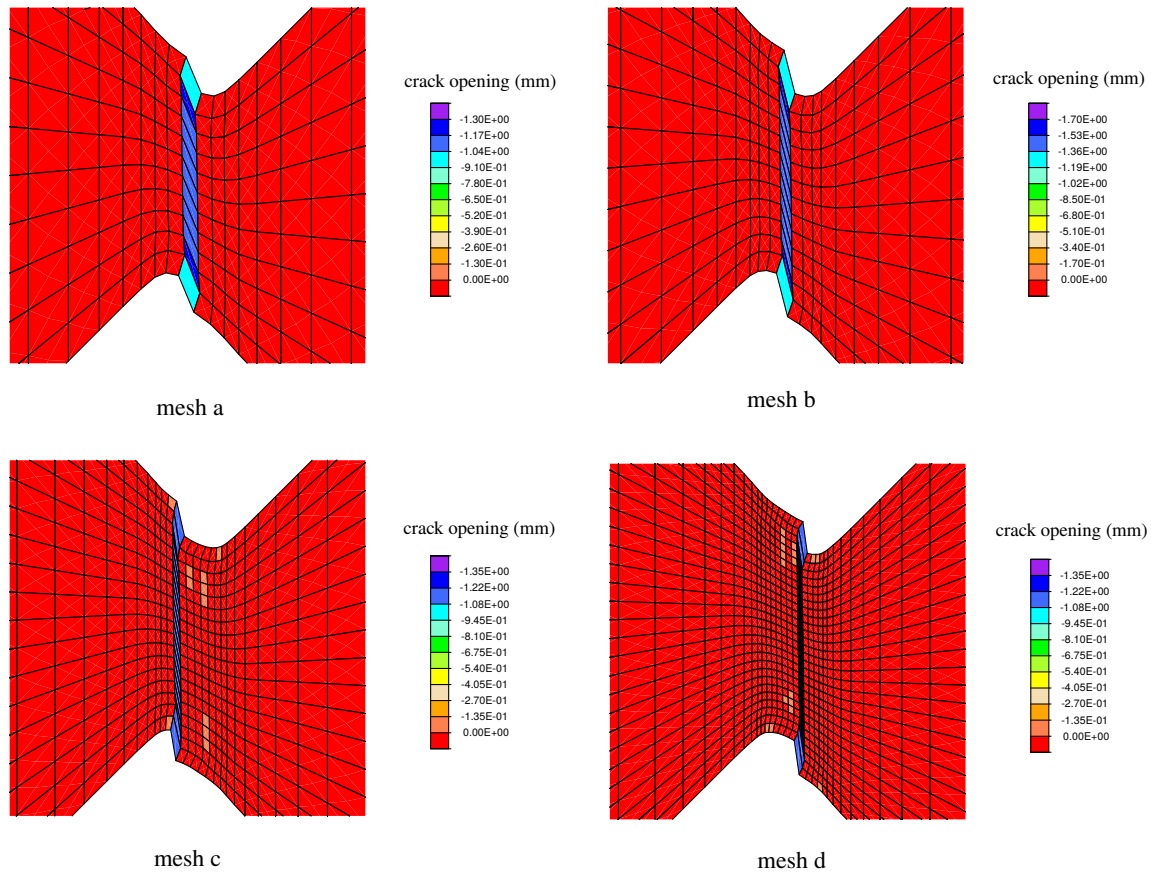 crack opening (mm)
-1.30E+00
-1.17E+00
-1.04E+00
-9.10E-01
-7.80E-01
-6.50E-01
-5.20E-01
-3.90E-01
-2.60E-01
-1.30E-01
0.00E+00
mesh a
crack opening (mm)
-1.70E+00
-1.53E+00
-1.36E+00
-1.19E+00
-1.02E+00
-8.50E-01
-6.80E-01
-5.10E-01
-3.40E-01
-1.70E-01
0.00E+00
mesh b
crack opening (mm)
-1.35E+00
-1.22E+00
-1.08E+00
-9.45E-01
-8.10E-01
-6.75E-01
-5.40E-01
-4.05E-01
-2.70E-01
-1.35E-01
0.00E+00
mesh c
crack opening (mm)
-1.35E+00
-1.22E+00
-1.08E+00
-9.45E-01
-8.10E-01
-6.75E-01
-5.40E-01
-4.05E-01
-2.70E-01
-1.35E-01
0.00E+00
mesh d